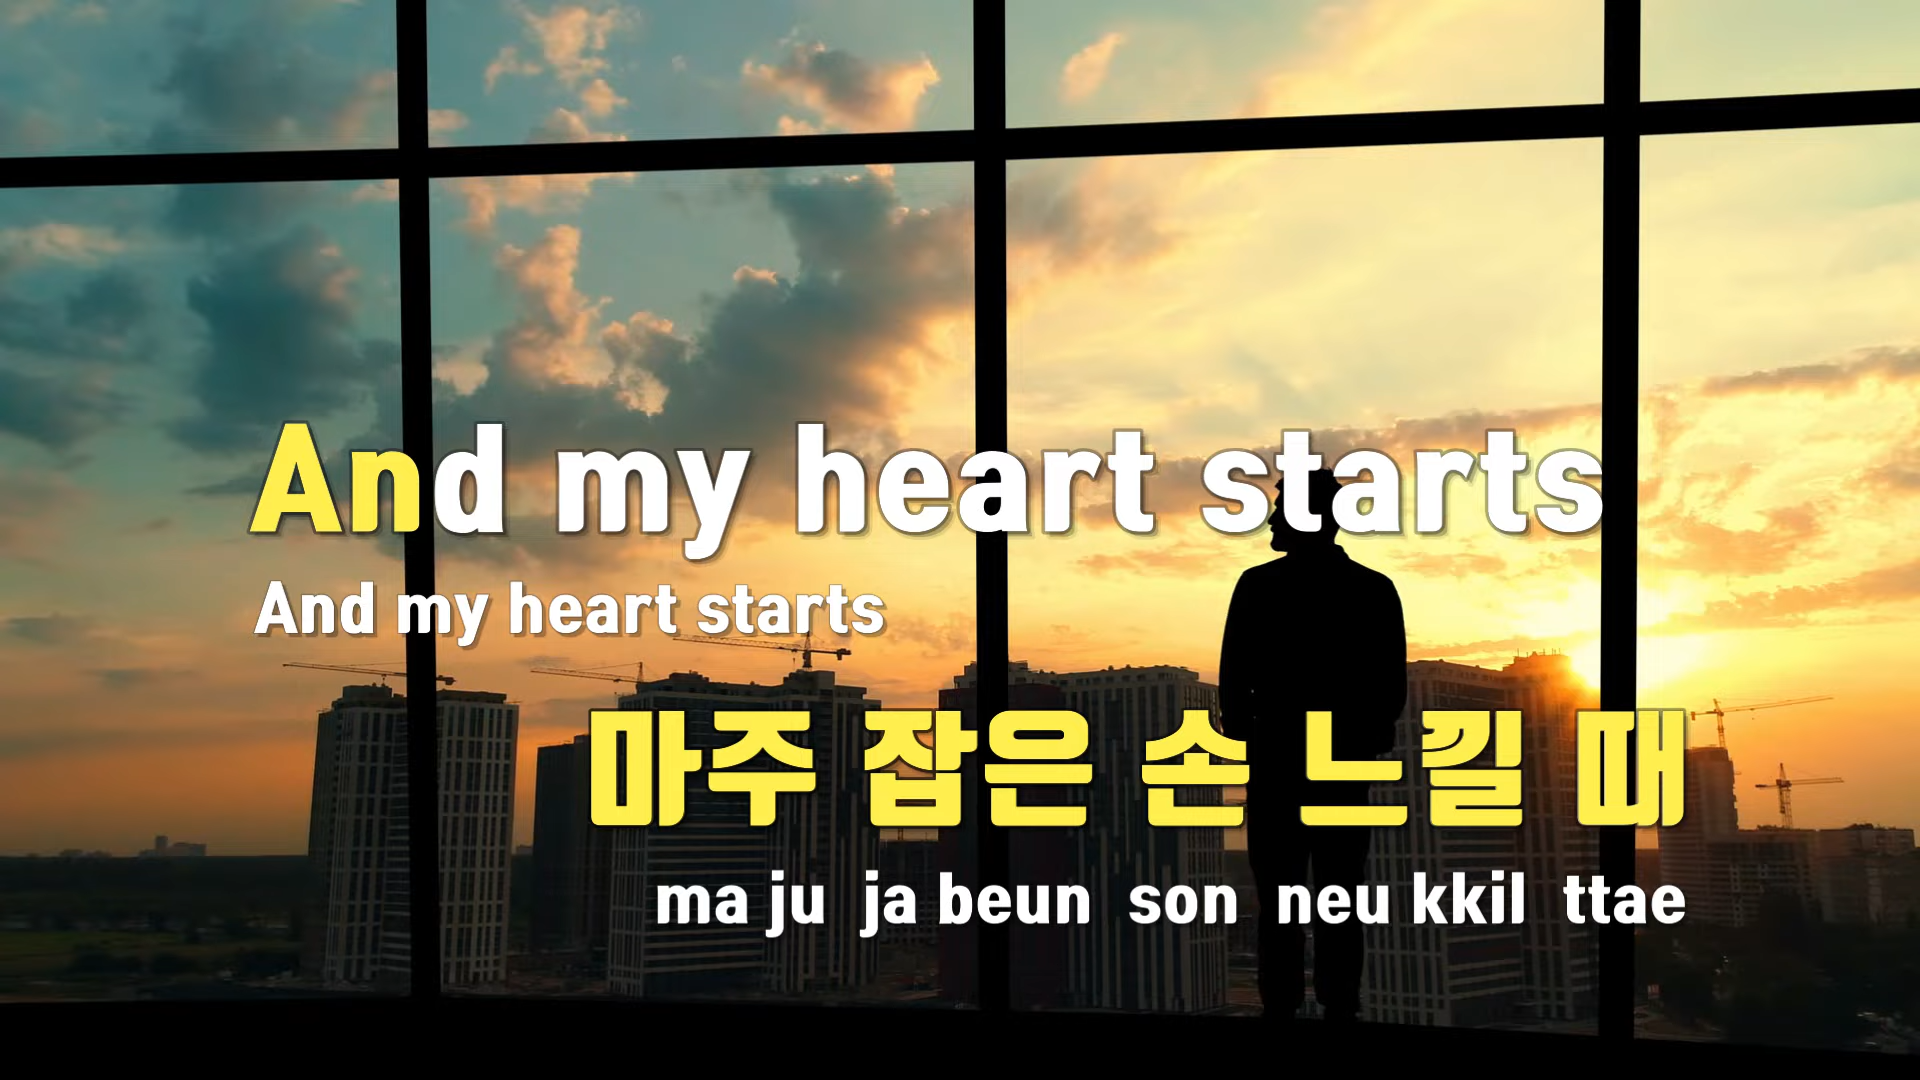 And my heart starts
And my heart starts
마주 잡은 손 느낄 때
ma ju ja beun son neu kkil ttae